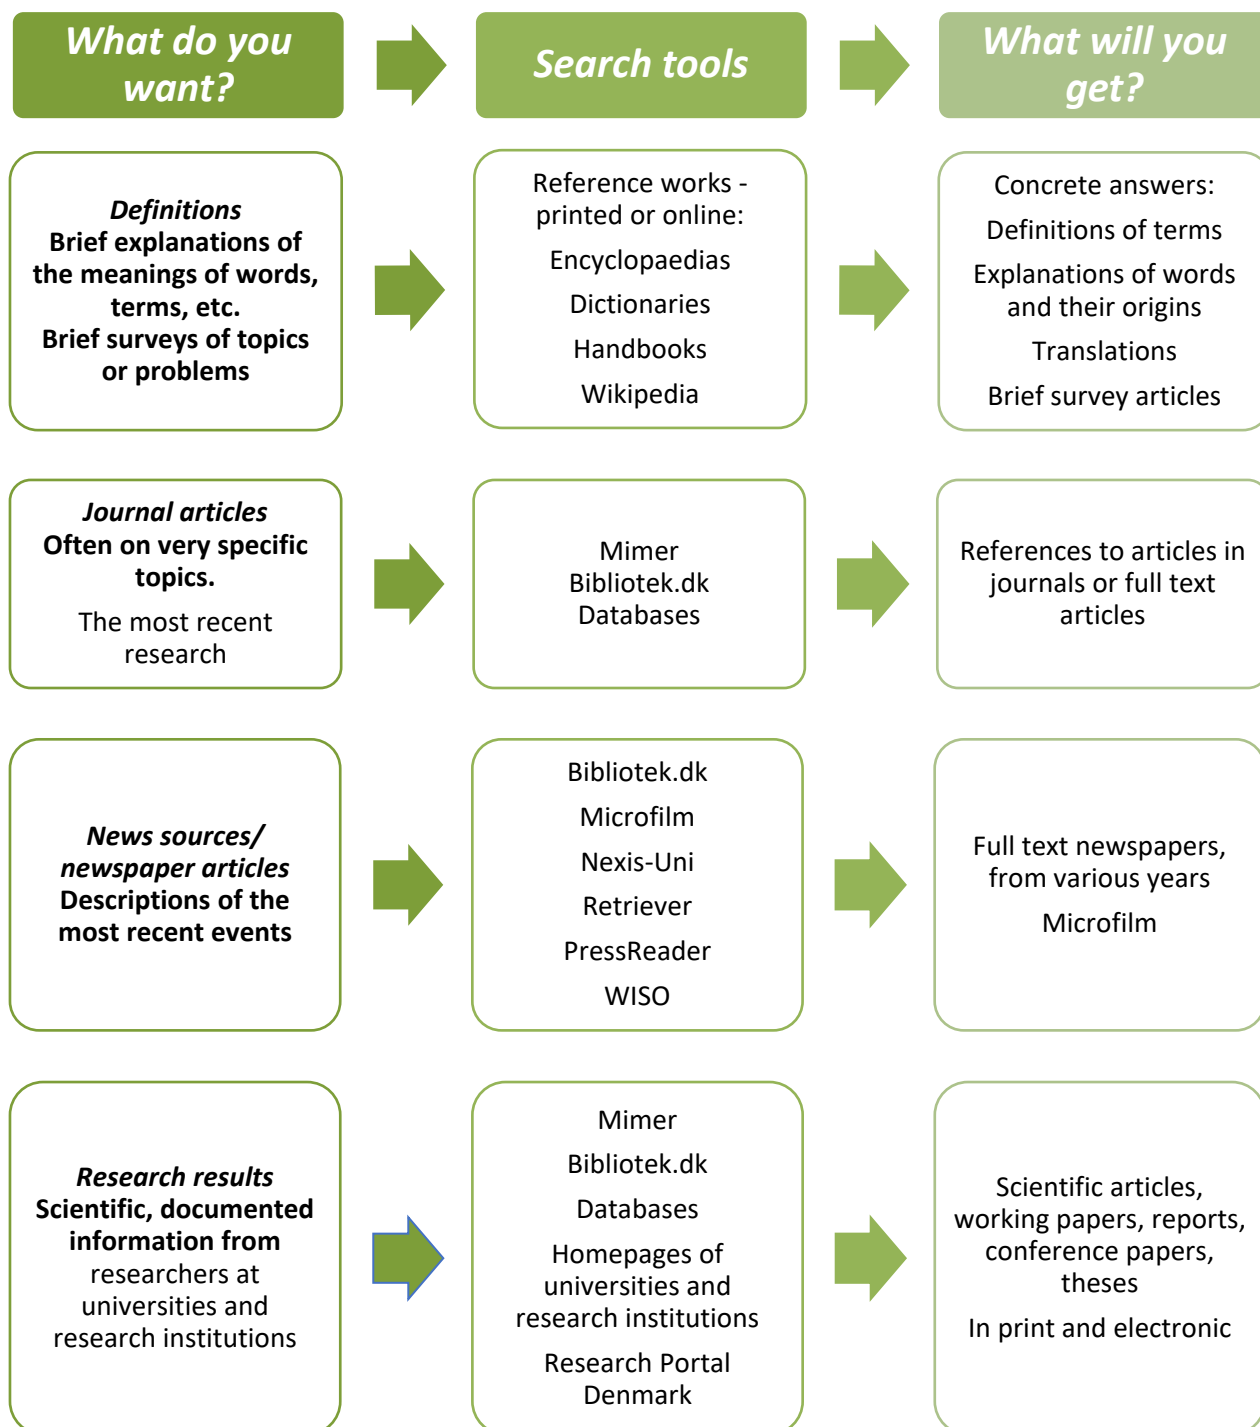 What do you
want?
Search tools
What will you
get?
Definitions
Brief explanations of
the meanings of words,
terms, etc.
Brief surveys of topics
or problems
Reference works -
printed or online:
Encyclopaedias
Dictionaries
Handbooks
Wikipedia
Concrete answers:
Definitions of terms
Explanations of words
and their origins
Translations
Brief survey articles
Journal articles
Often on very specific
topics.
The most recent
research
Mimer
Bibliotek.dk
Databases
References to articles in
journals or full text
articles
News sources/
newspaper articles
Descriptions of the
most recent events
Bibliotek.dk
Microfilm
Nexis-Uni
Retriever
PressReader
WISO
Full text newspapers,
from various years
Microfilm
Research results
Scientific, documented
information from
researchers at
universities and
research institutions
Mimer
Bibliotek.dk
Databases
Homepages of
universities and
research institutions
Research Portal
Denmark
Scientific articles,
working papers, reports,
conference papers,
theses
In print and electronic